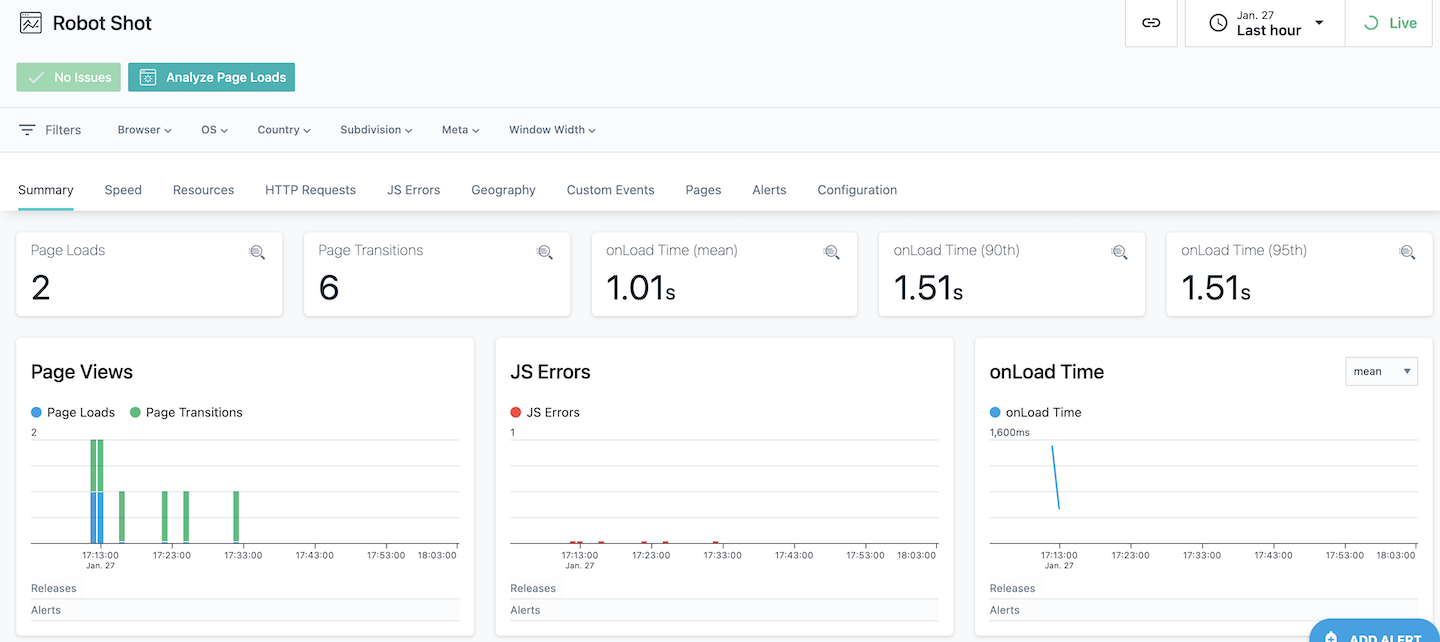 Robot Shot
Jan. 27
Last hour
Live
No Issues
Analyze Page Loads
Filters Browser OS Country Subdivision Meta Window Width
Summary Speed Resources HTTP Requests JS Errors Geography Custom Events Pages Alerts Configuration
Page Loads
2
Page Transitions
6
onLoad Time (mean)
1.01s
onLoad Time (90th)
1.51s
onLoad Time (95th)
1.51s
Page Views
Page Loads Page Transitions
2
17:13:00 17:23:00 17:33:00 17:43:00 17:53:00 18:03:00
Jan. 27
Releases
Alerts
JS Errors
JS Errors
1
17:13:00 17:23:00 17:33:00 17:43:00 17:53:00 18:03:00
Jan. 27
Releases
Alerts
onLoad Time
mean
onLoad Time
1,600ms
17:13:00 17:23:00 17:33:00 17:43:00 17:53:00 18:03:00
Jan. 27
Releases
Alerts
ADD ALERT